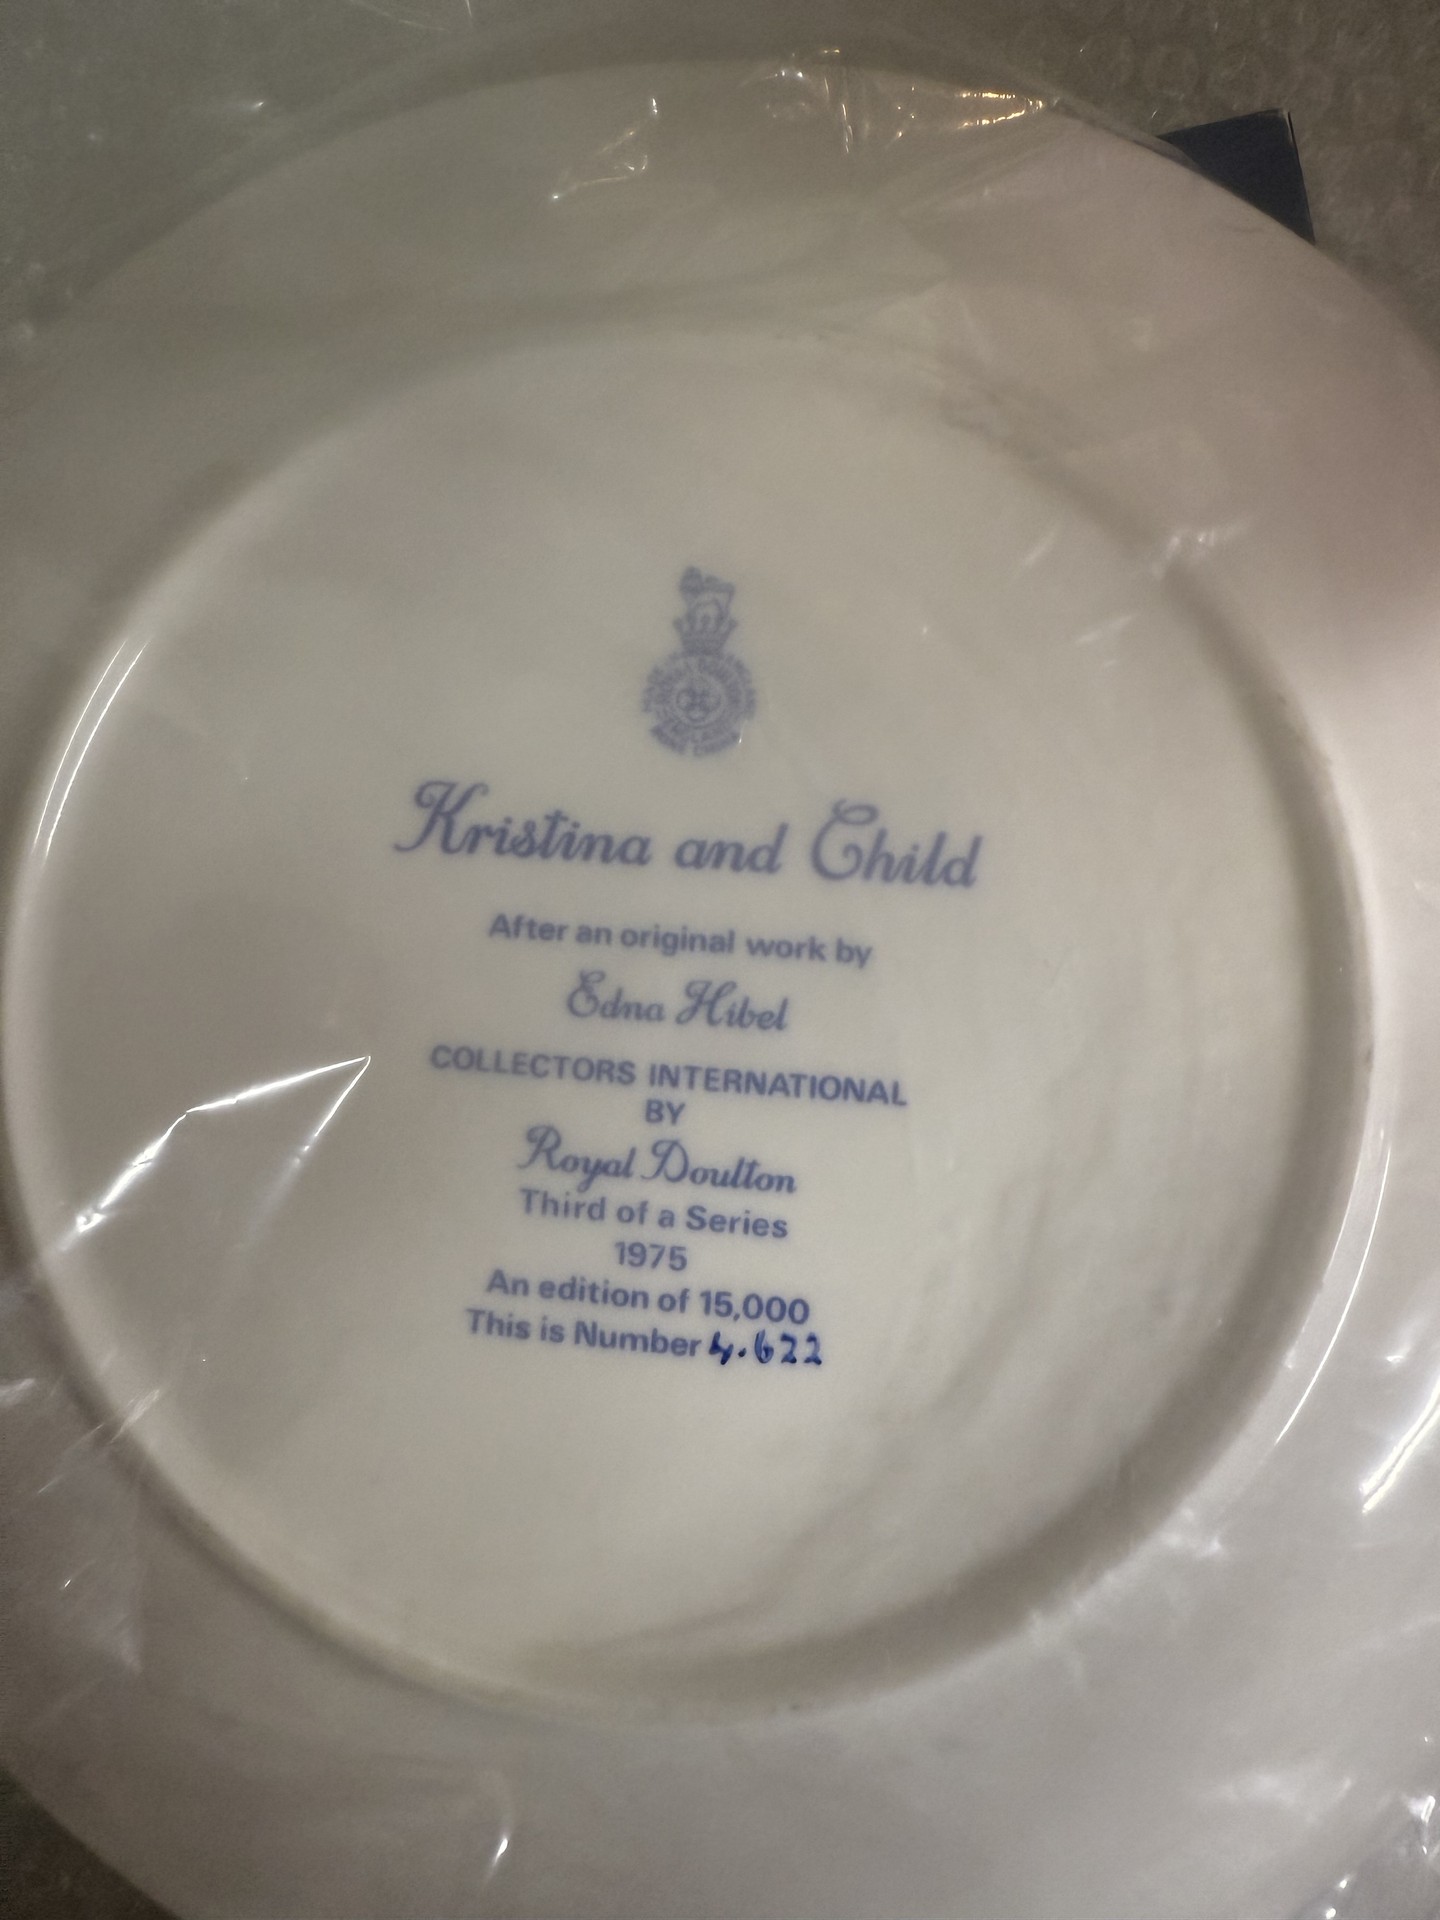 Kristina and Child
After an original work by
Edna Hibel
COLLECTORS INTERNATIONAL
BY
Royal Doulton
Third of a Series
1975
An edition of 15,000
This is Number 4.622